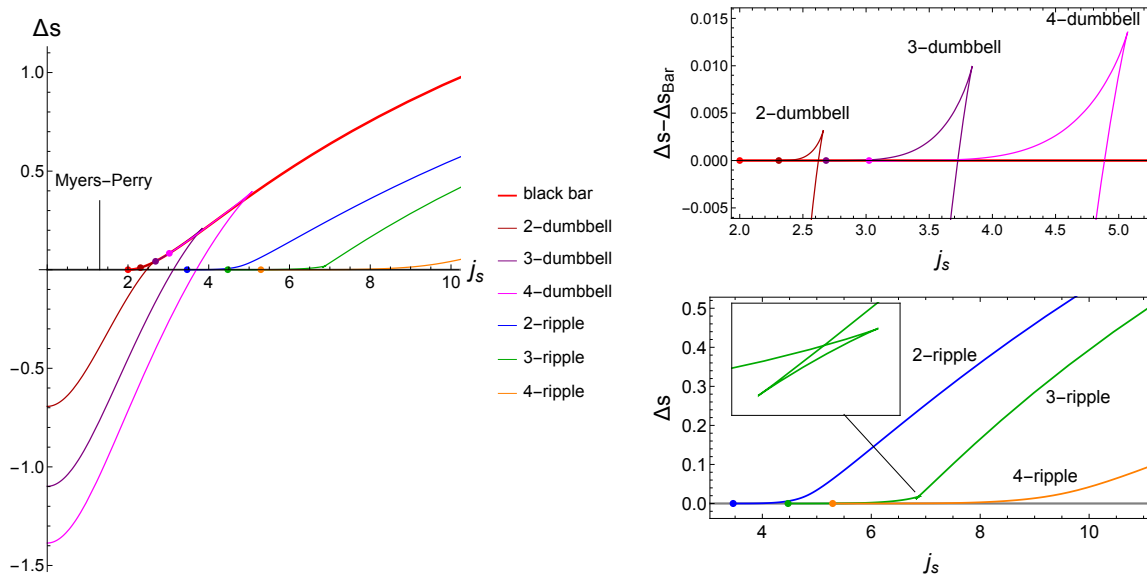 Δs
1.0
0.5
-0.5
-1.0
-1.5
Myers-Perry
2
4
6
8
10
j_s
black bar
2-dumbbell
3-dumbbell
4-dumbbell
2-ripple
3-ripple
4-ripple
Δs-Δs_Bar
0.015
0.010
0.005
0.000
-0.005
2-dumbbell
3-dumbbell
4-dumbbell
2.0
2.5
3.0
3.5
4.0
4.5
5.0
j_s
Δs
0.5
0.4
0.3
0.2
0.1
0.0
2-ripple
3-ripple
4-ripple
4
6
8
10
j_s